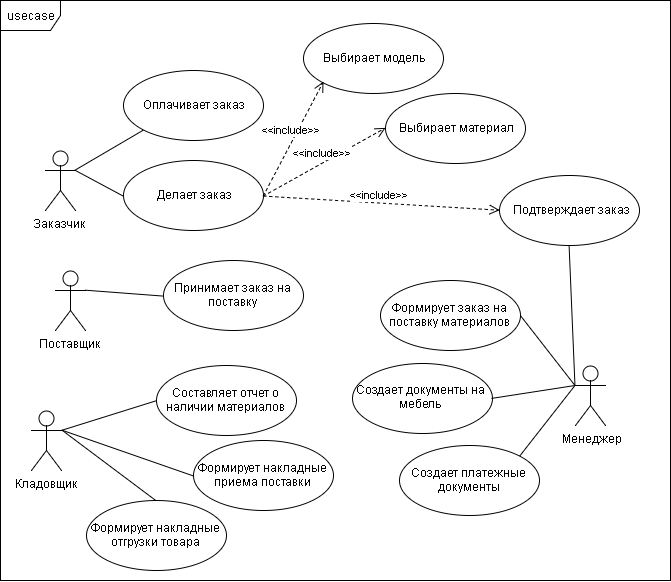 usecase
Выбирает модель
Оплачивает заказ
<<include>>
Выбирает материал
<<include>>
Делает заказ
<<include>>
Подтверждает заказ
Заказчик
Принимает заказ на
поставку
Поставщик
Формирует заказ на
поставку материалов
Составляет отчет о
наличии материалов
Создает документы на
мебель
Менеджер
Кладовщик
Формирует накладные
приема поставки
Создает платежные
документы
Формирует накладные
отгрузки товара